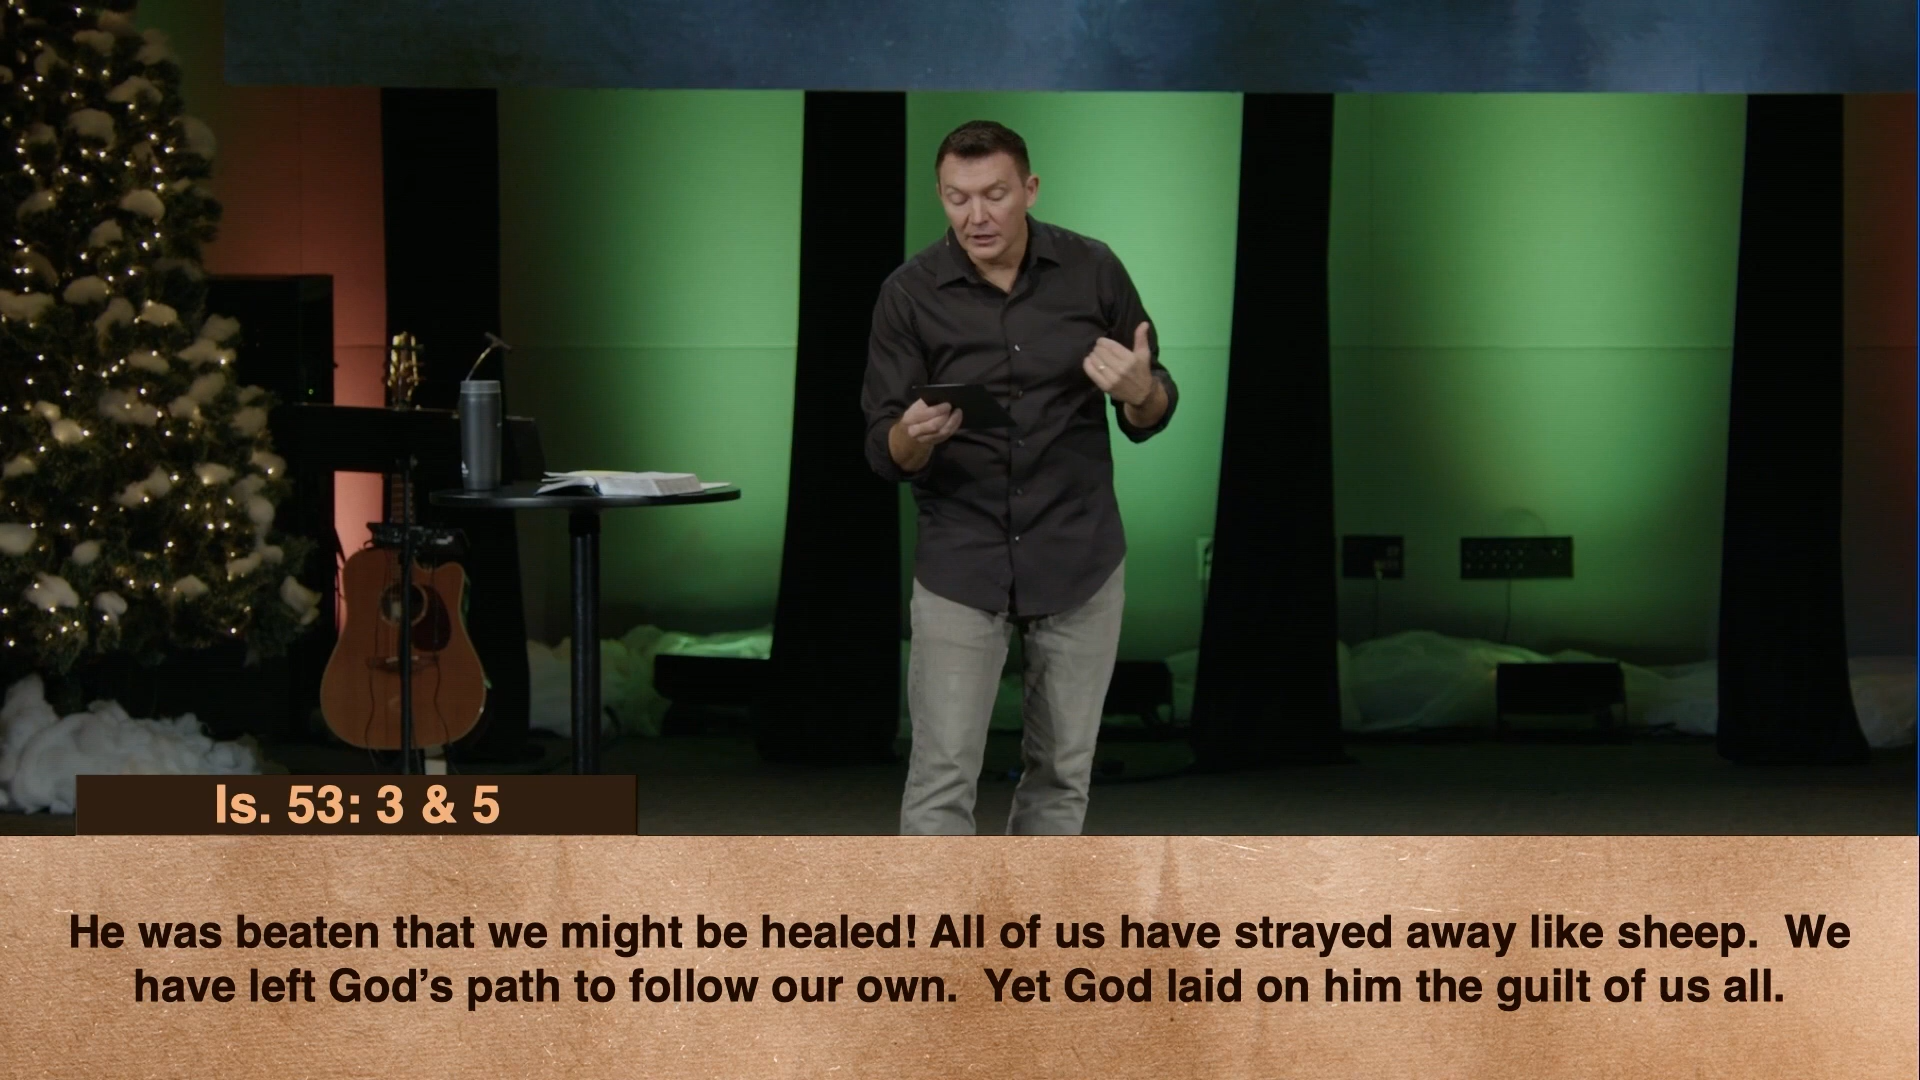 Is. 53: 3 & 5
He was beaten that we might be healed! All of us have strayed away like sheep.  We
have left God’s path to follow our own.  Yet God laid on him the guilt of us all.